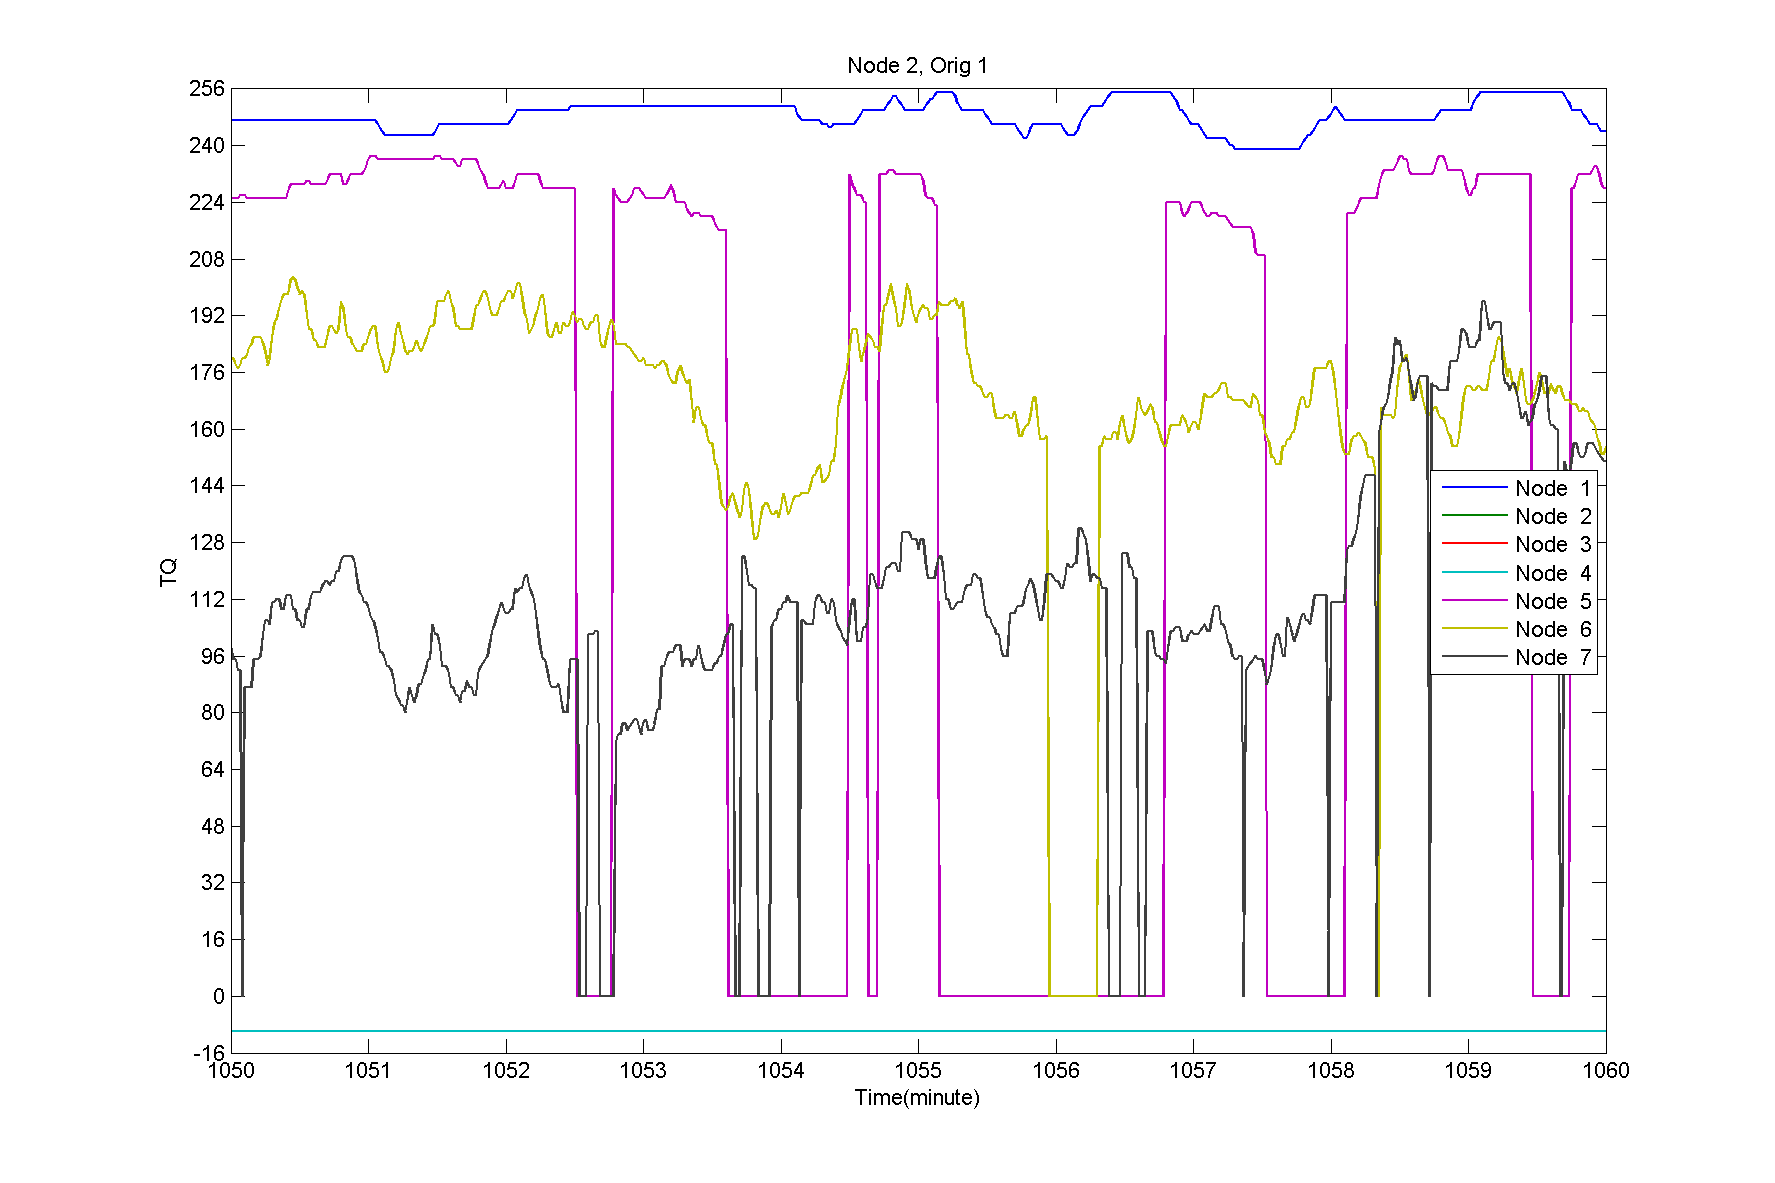 Node 2, Orig 1
256
240
224
208
192
176
160
144
128
112
96
80
64
48
32
16
0
-16
TQ
1050 1051 1052 1053 1054 1055 1056 1057 1058 1059 1060
Time(minute)
Node 1
Node 2
Node 3
Node 4
Node 5
Node 6
Node 7